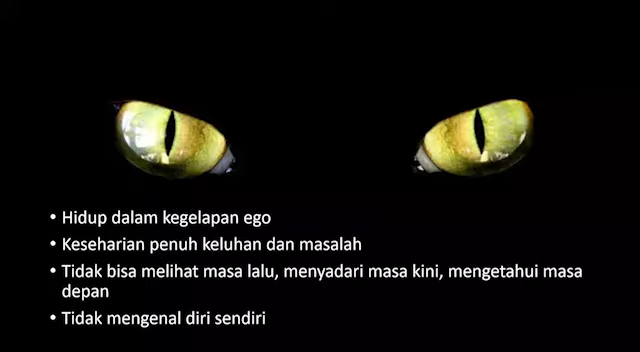 • Hidup dalam kegelapan ego
• Keseharian penuh keluhan dan masalah
• Tidak bisa melihat masa lalu, menyadari masa kini, mengetahui masa
depan
• Tidak mengenal diri sendiri